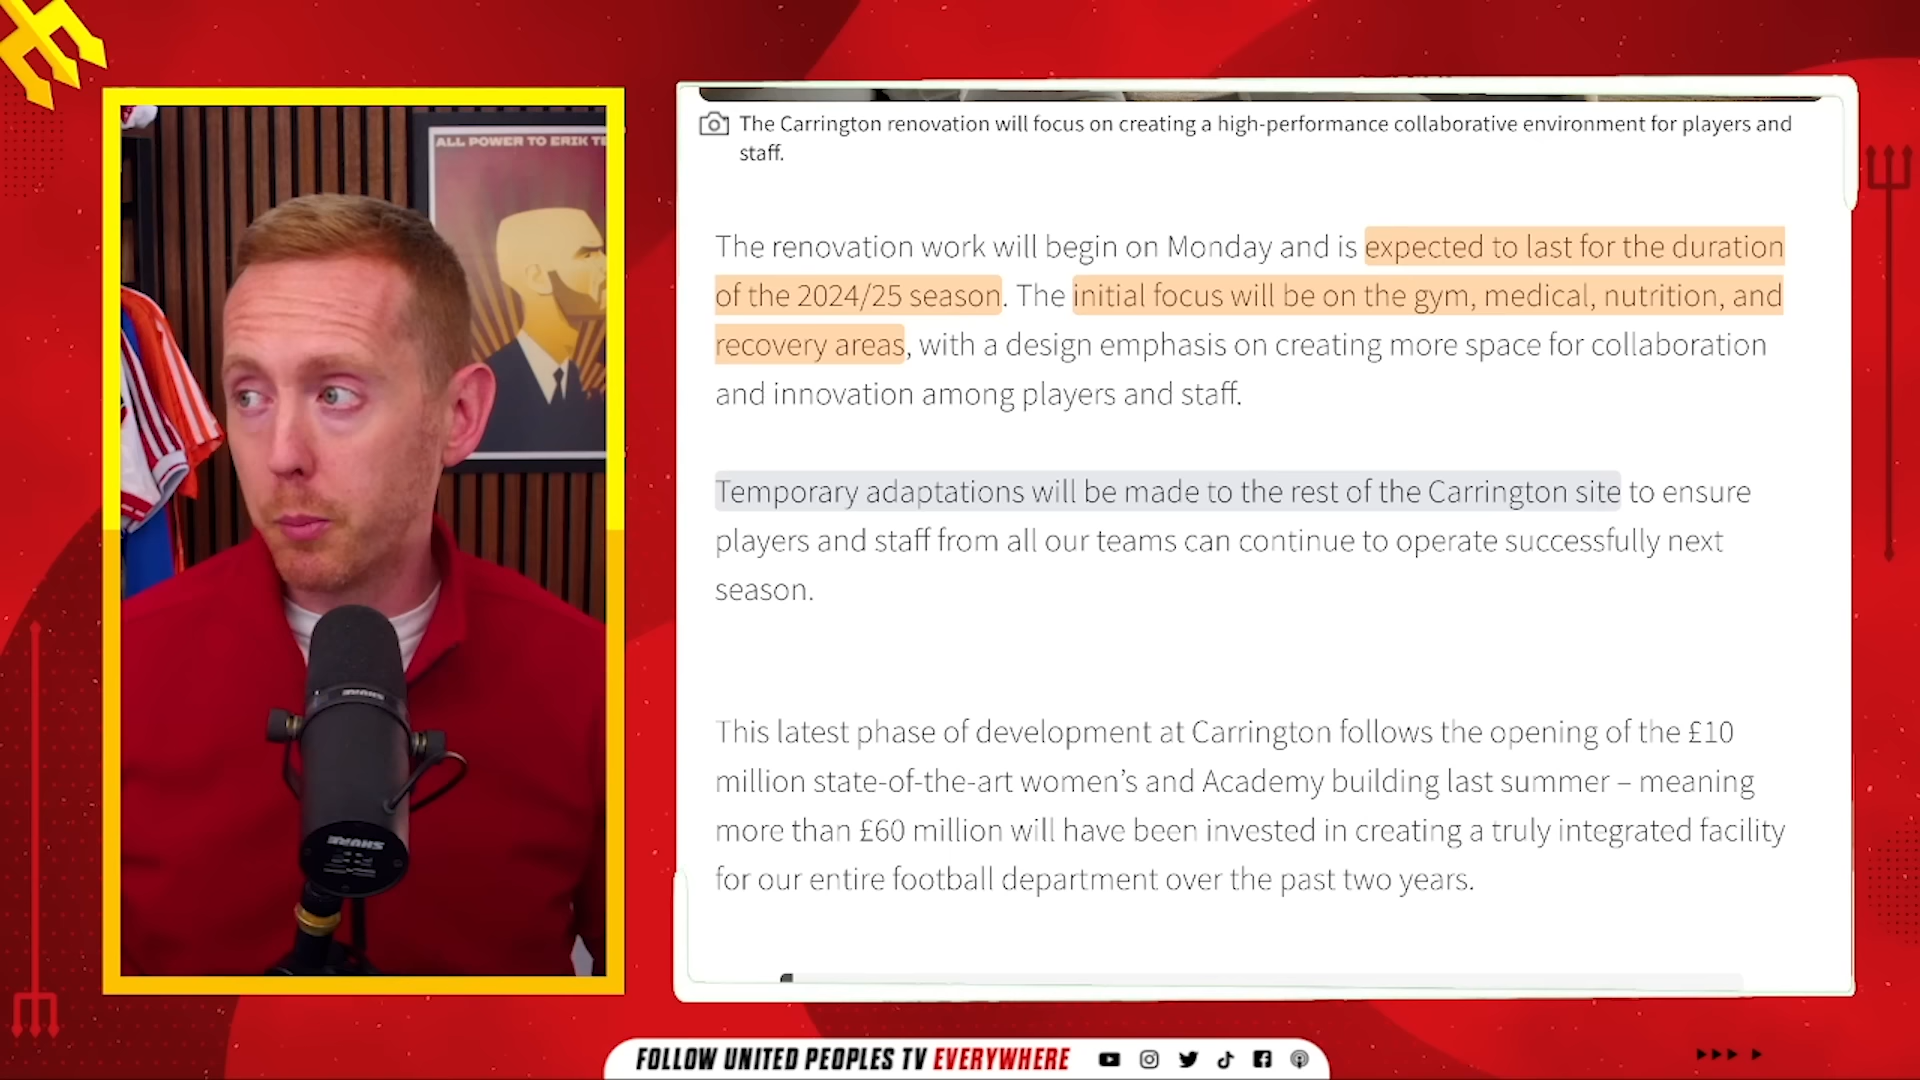 ALL POWER TO ERIK TE
The Carrington renovation will focus on creating a high-performance collaborative environment for players and
staff.
The renovation work will begin on Monday and is expected to last for the duration
of the 2024/25 season. The initial focus will be on the gym, medical, nutrition, and
recovery areas, with a design emphasis on creating more space for collaboration
and innovation among players and staff.
Temporary adaptations will be made to the rest of the Carrington site to ensure
players and staff from all our teams can continue to operate successfully next
season.
This latest phase of development at Carrington follows the opening of the £10
million state-of-the-art women’s and Academy building last summer – meaning
more than £60 million will have been invested in creating a truly integrated facility
for our entire football department over the past two years.
SHURE
SHURE
FOLLOW UNITED PEOPLES TV EVERYWHERE